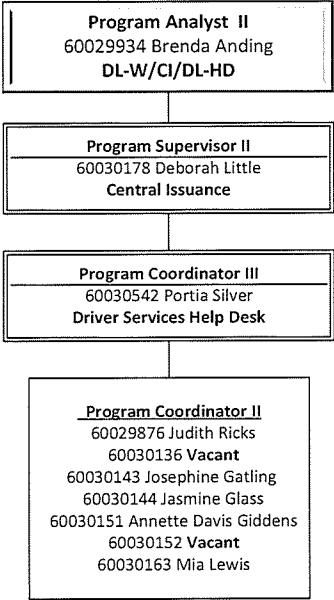 Program Analyst II
60029934 Brenda Anding
DL-W/CI/DL-HD
Program Supervisor II
60030178 Deborah Little
Central Issuance
Program Coordinator III
60030542 Portia Silver
Driver Services Help Desk
Program Coordinator II
60029876 Judith Ricks
60030136 Vacant
60030143 Josephine Gatling
60030144 Jasmine Glass
60030151 Annette Davis Giddens
60030152 Vacant
60030163 Mia Lewis